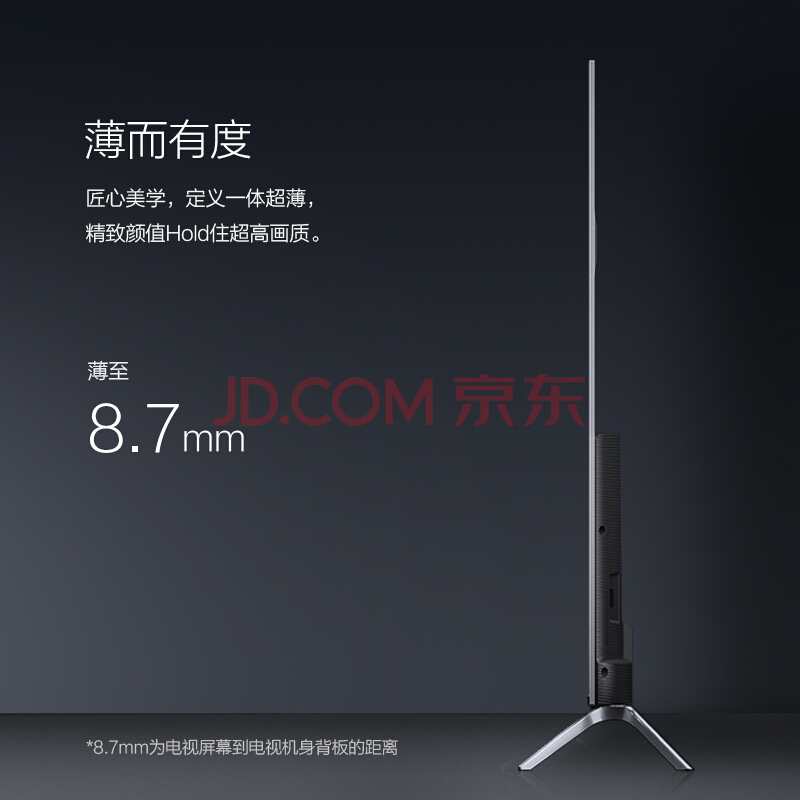 薄而有度
匠心美学，定义一体超薄，
精致颜值Hold住超高画质。
薄至
JD.COM 京东
8.7mm
*8.7mm为电视屏幕到电视机身背板的距离